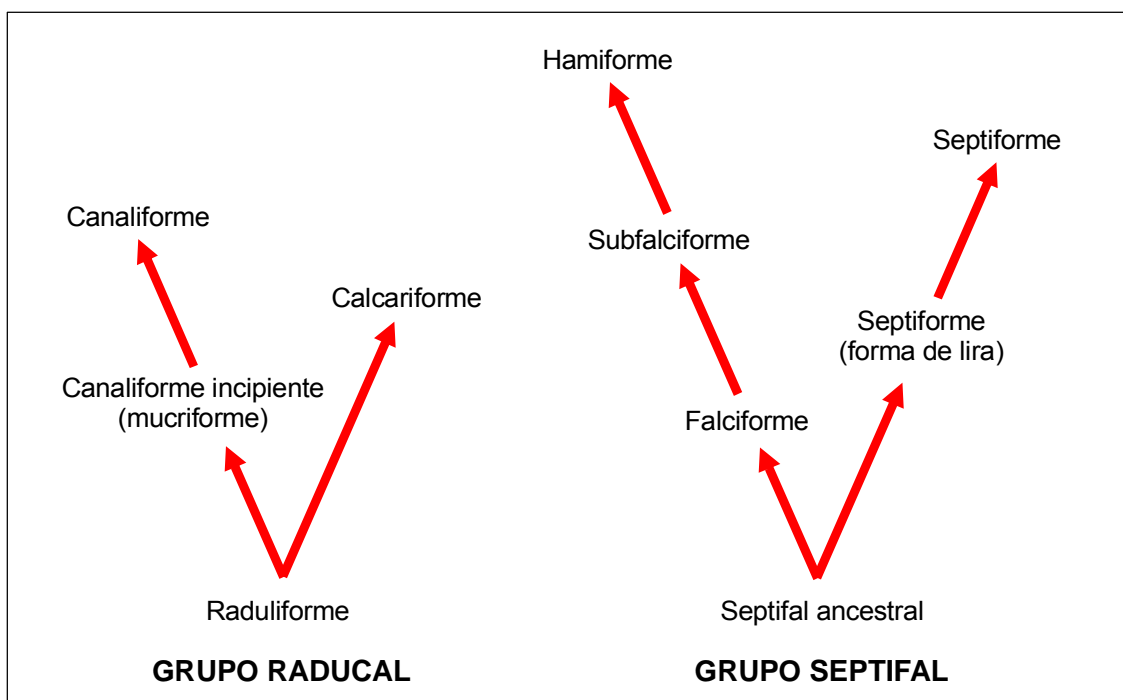 Hamiforme
Septiforme
Canaliforme
Subfalciforme
Calcariforme
Septiforme
(forma de lira)
Canaliforme incipiente
(mucriforme)
Falciforme
Raduliforme
Septifal ancestral
GRUPO RADUCAL
GRUPO SEPTIFAL